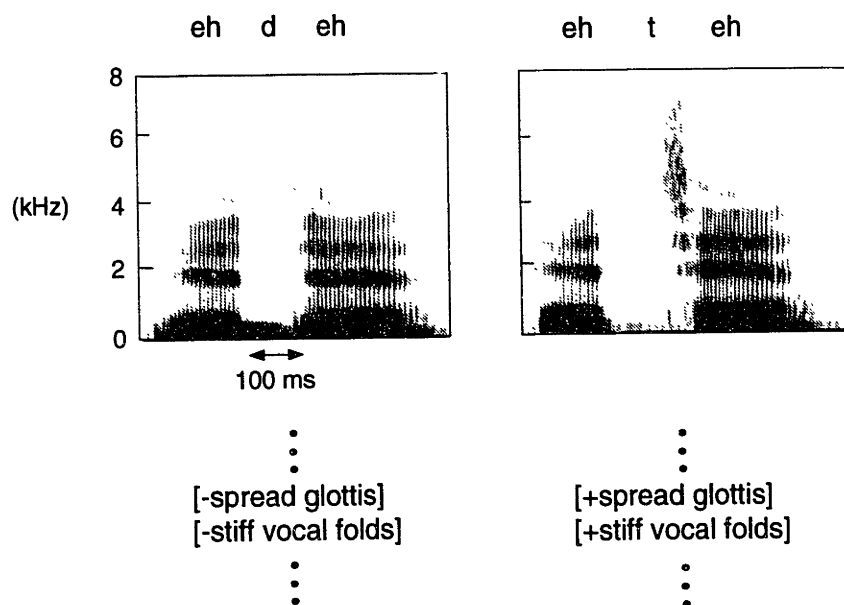 eh d eh
eh t eh
8
6
(kHz)
4
2
0
100 ms
[-spread glottis]
[-stiff vocal folds]
[+spread glottis]
[+stiff vocal folds]